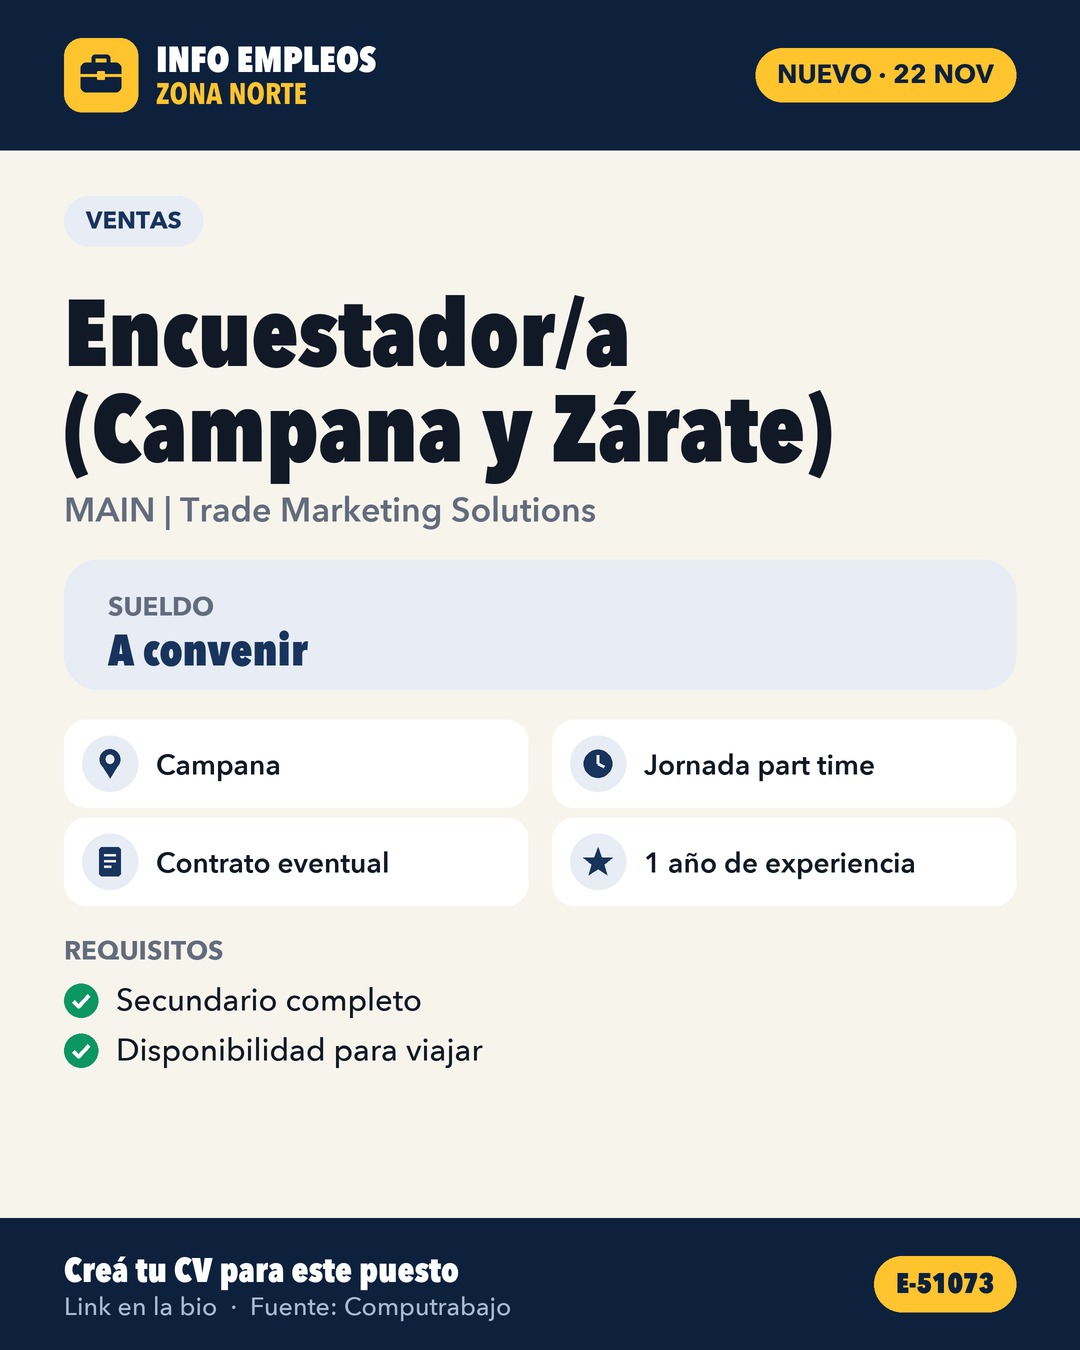 INFO EMPLEOS
ZONA NORTE
NUEVO · 22 NOV
VENTAS
Encuestador/a
(Campana y Zárate)
MAIN | Trade Marketing Solutions
SUELDO
A convenir
Campana
Jornada part time
Contrato eventual
1 año de experiencia
REQUISITOS
Secundario completo
Disponibilidad para viajar
Creá tu CV para este puesto
Link en la bio · Fuente: Computrabajo
E-51073